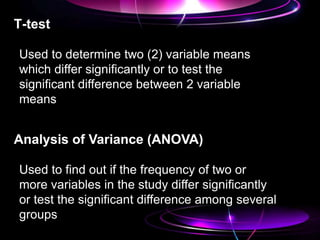 T-test
Used to determine two (2) variable means
which differ significantly or to test the
significant difference between 2 variable
means
Analysis of Variance (ANOVA)
Used to find out if the frequency of two or
more variables in the study differ significantly
or test the significant difference among several
groups